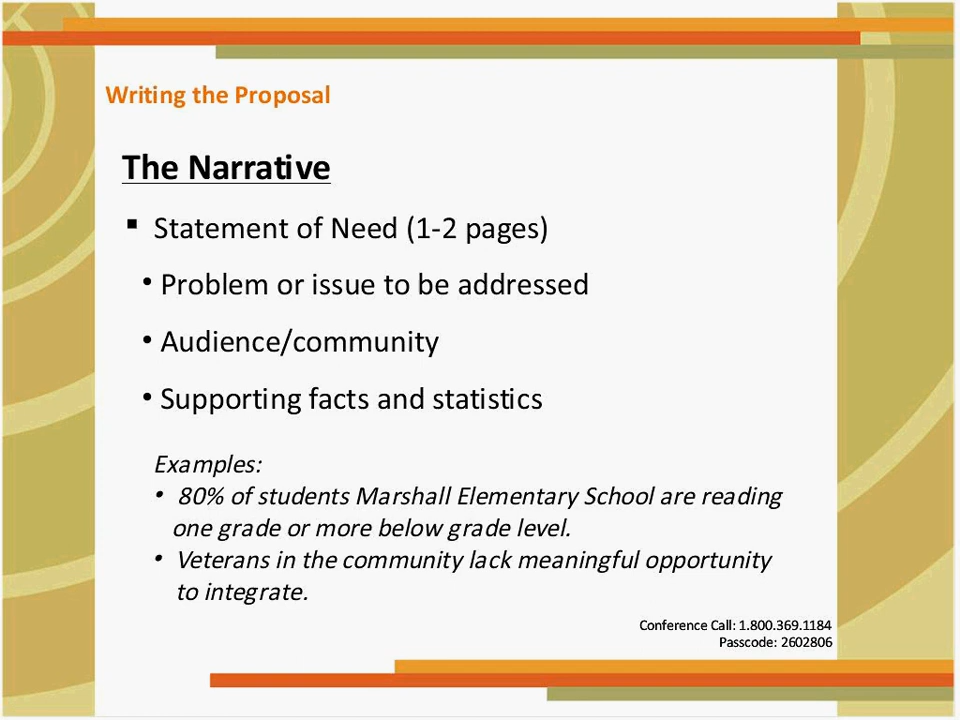 Writing the Proposal
The Narrative
▪ Statement of Need (1-2 pages)
• Problem or issue to be addressed
• Audience/community
• Supporting facts and statistics
Examples:
• 80% of students Marshall Elementary School are reading
one grade or more below grade level.
• Veterans in the community lack meaningful opportunity
to integrate.
Conference Call: 1.800.369.1184
Passcode: 2602806